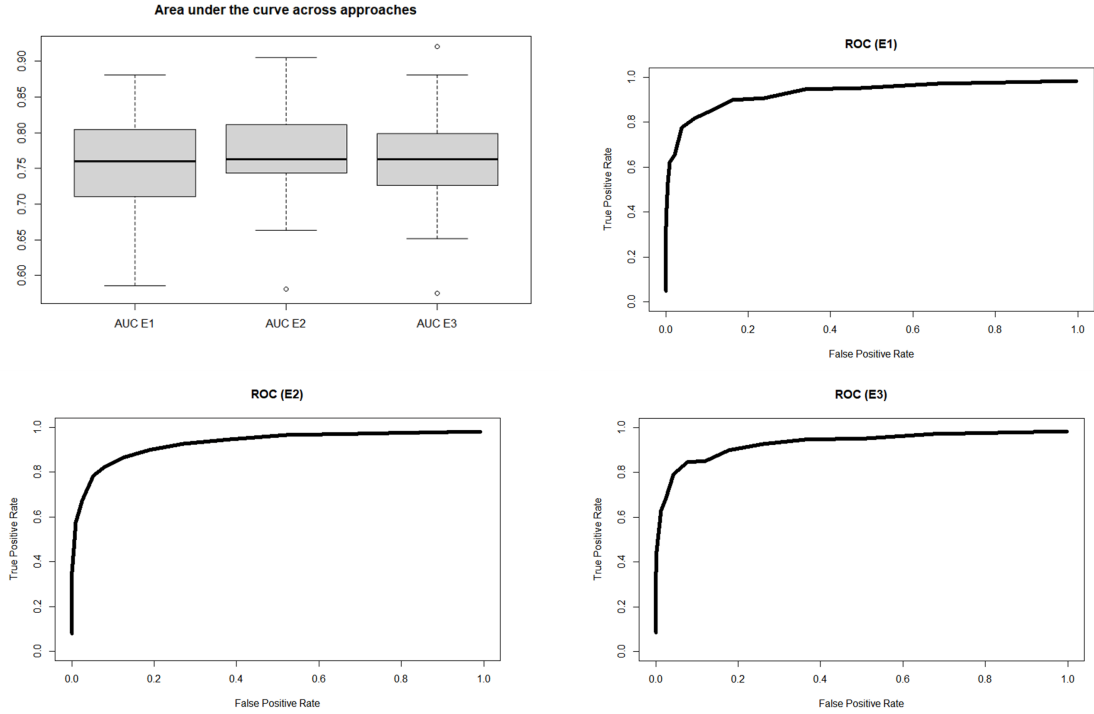 Area under the curve across approaches
0.90
0.85
0.80
0.75
0.70
0.65
0.60
AUC E1 AUC E2 AUC E3
ROC (E1)
True Positive Rate
1.0
0.8
0.6
0.4
0.2
0.0
0.0 0.2 0.4 0.6 0.8 1.0
False Positive Rate
ROC (E2)
True Positive Rate
1.0
0.8
0.6
0.4
0.2
0.0
0.0 0.2 0.4 0.6 0.8 1.0
False Positive Rate
ROC (E3)
True Positive Rate
1.0
0.8
0.6
0.4
0.2
0.0
0.0 0.2 0.4 0.6 0.8 1.0
False Positive Rate